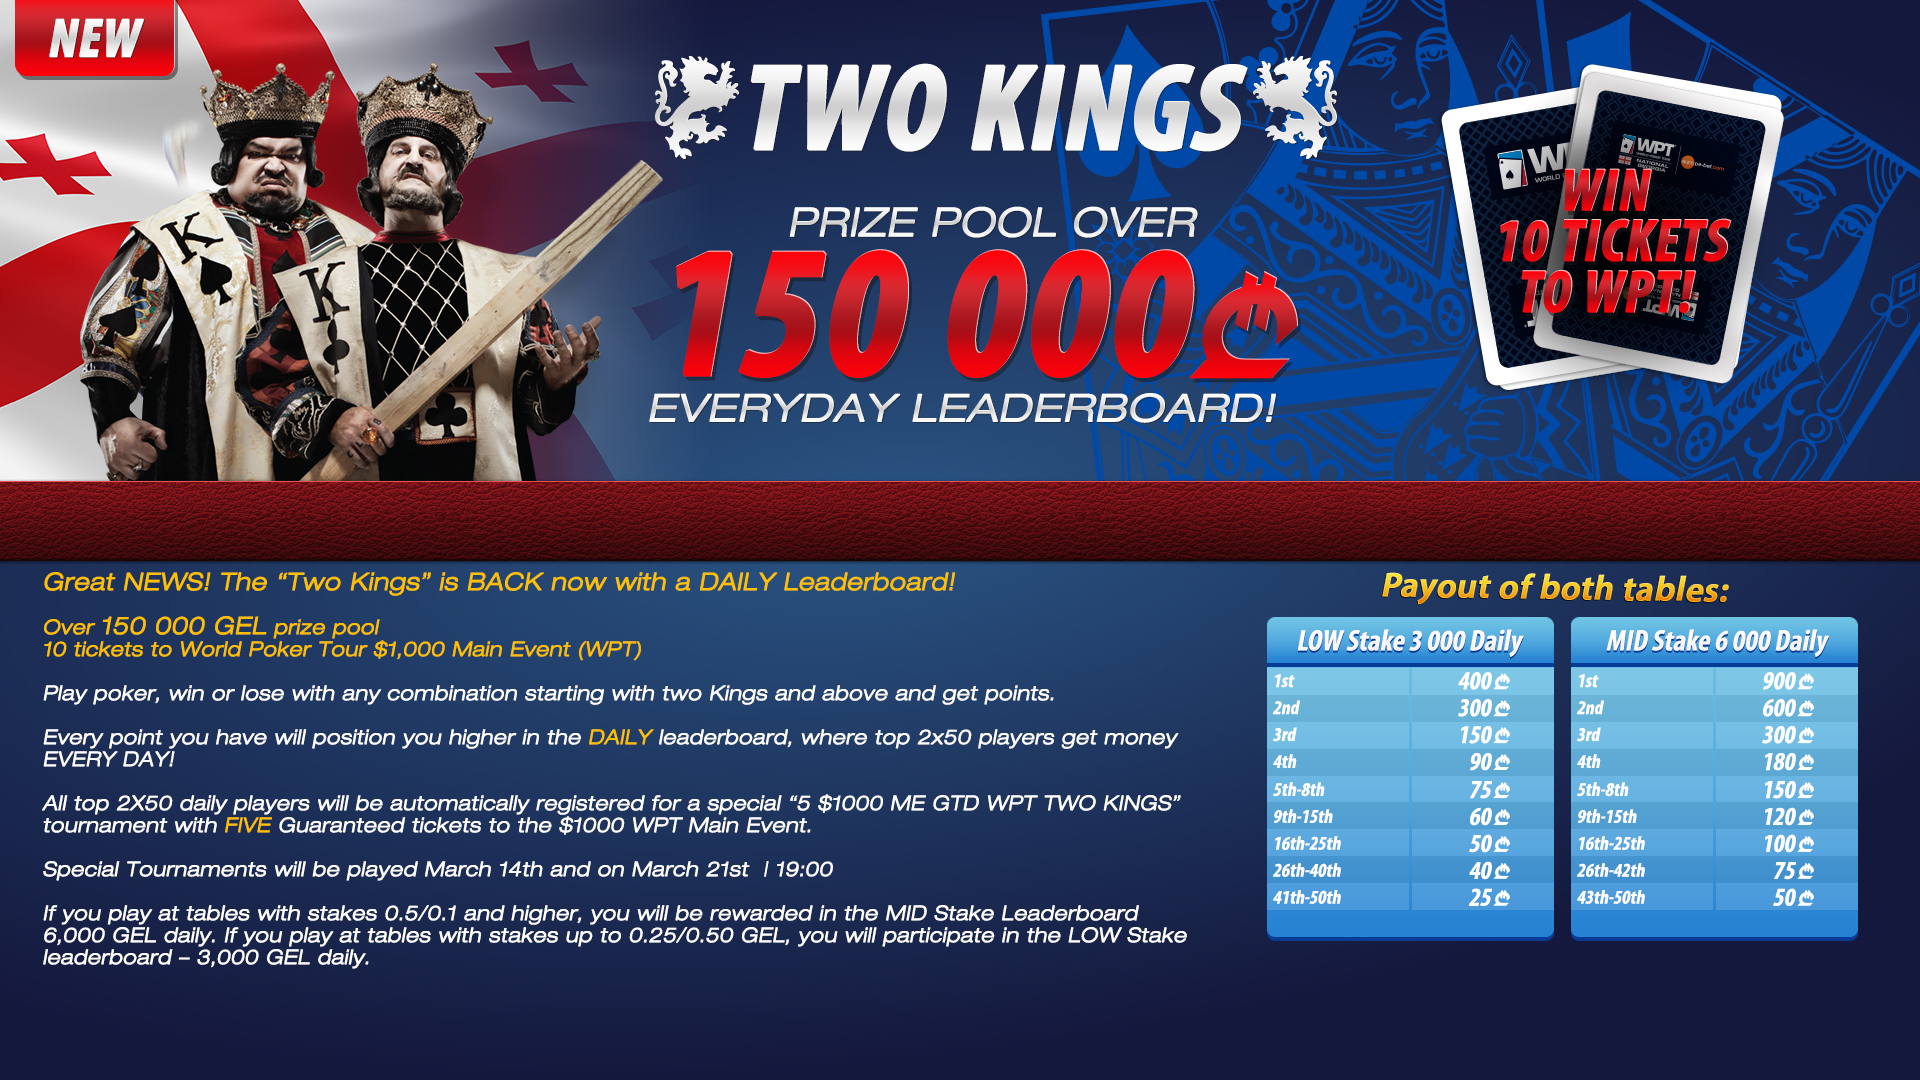 NEW
TWO KINGS
PRIZE POOL OVER
150 000₾
EVERYDAY LEADERBOARD!
K
K
WPT
NATIONAL
GEORGIA
WORLD
WIN
10 TICKETS
TO WPT!
Great NEWS! The “Two Kings” is BACK now with a DAILY Leaderboard!
Over 150 000 GEL prize pool
10 tickets to World Poker Tour $1,000 Main Event (WPT)
Play poker, win or lose with any combination starting with two Kings and above and get points.
Every point you have will position you higher in the DAILY leaderboard, where top 2x50 players get money
EVERY DAY!
All top 2X50 daily players will be automatically registered for a special “5 $1000 ME GTD WPT TWO KINGS”
tournament with FIVE Guaranteed tickets to the $1000 WPT Main Event.
Special Tournaments will be played March 14th and on March 21st | 19:00
If you play at tables with stakes 0.5/0.1 and higher, you will be rewarded in the MID Stake Leaderboard
6,000 GEL daily. If you play at tables with stakes up to 0.25/0.50 GEL, you will participate in the LOW Stake
leaderboard – 3,000 GEL daily.
Payout of both tables:
LOW Stake 3 000 Daily
1st 400₾
2nd 300₾
3rd 150₾
4th 90₾
5th-8th 75₾
9th-15th 60₾
16th-25th 50₾
26th-40th 40₾
41th-50th 25₾
MID Stake 6 000 Daily
1st 900₾
2nd 600₾
3rd 300₾
4th 180₾
5th-8th 150₾
9th-15th 120₾
16th-25th 100₾
26th-42th 75₾
43th-50th 50₾